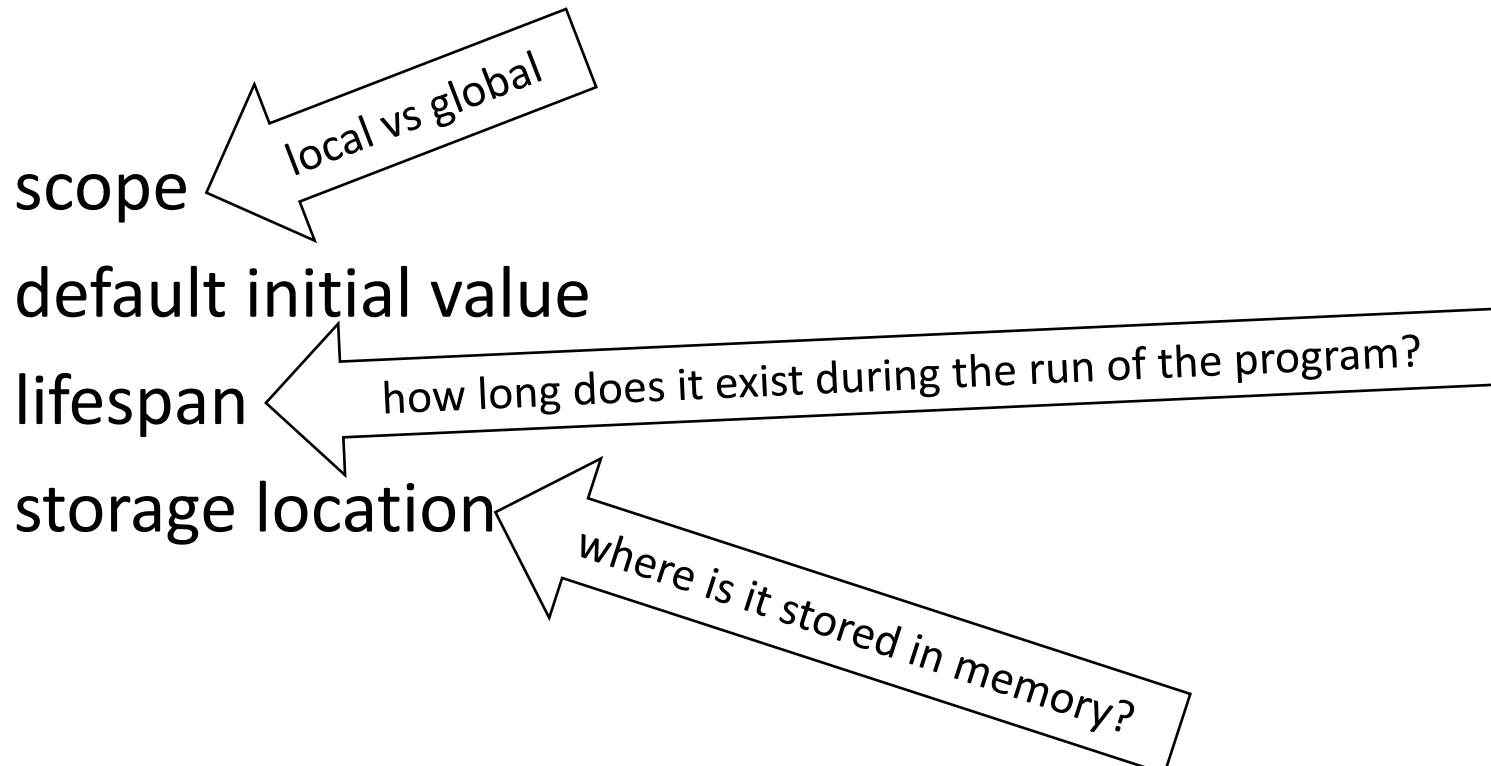 local vs global
scope
default initial value
how long does it exist during the run of the program?
lifespan
storage location
where is it stored in memory?